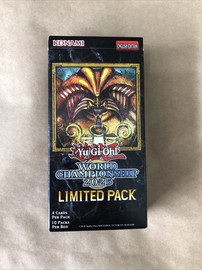 KONAMI
ENGLISH EDITION
Yu-Gi-Oh!
WORLD
CHAMPIONSHIP
2025
LIMITED PACK
4 CARDS
PER PACK
10 PACKS
PER BOX